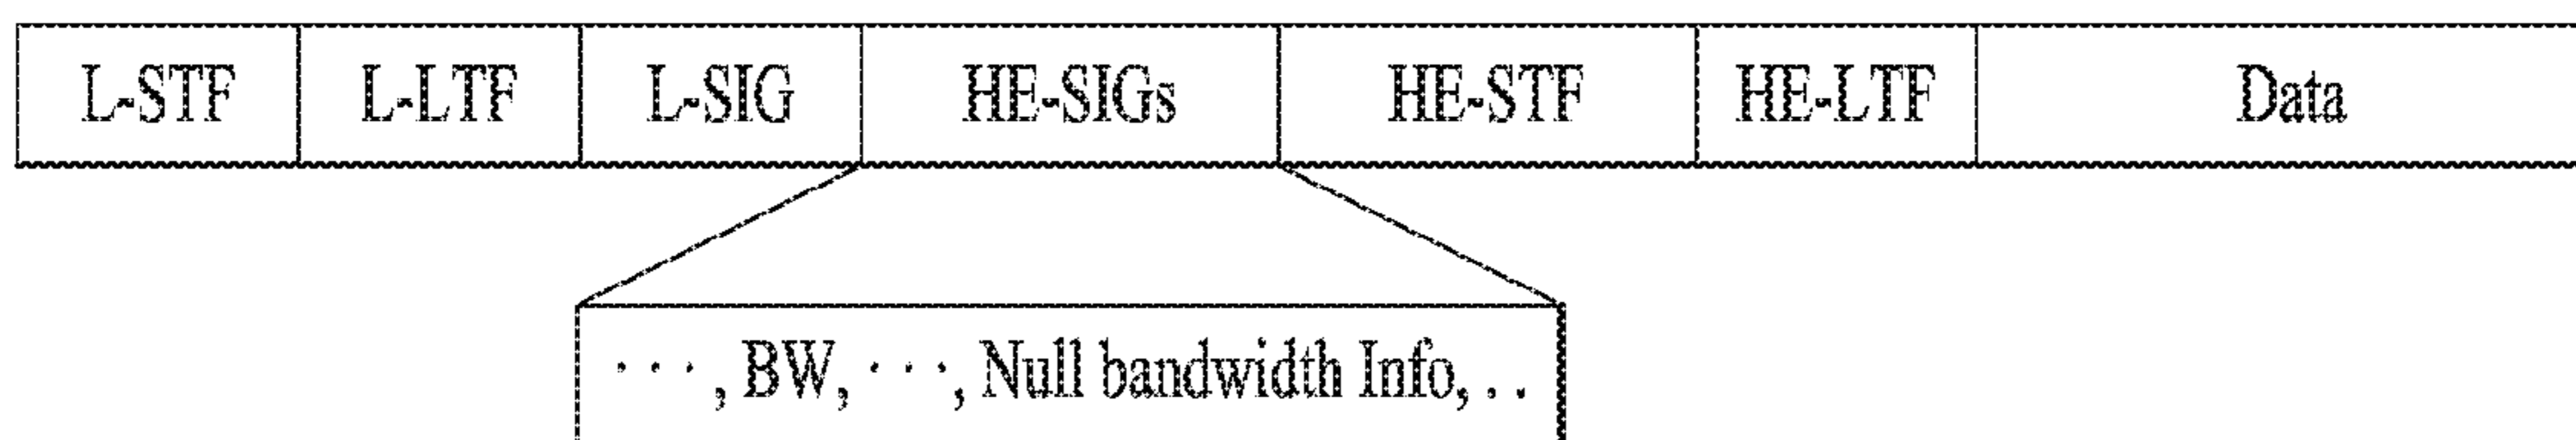 L-STF L-LTF L-SIG HE-SIGs HE-STF HE-LTF Data
· · · , BW, · · ·, Null bandwidth Info, . .